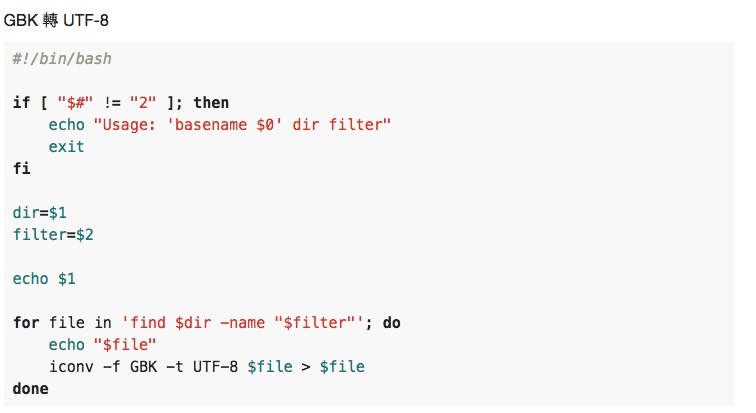 GBK 轉 UTF-8
#!/bin/bash
if [ "$#" != "2" ]; then
echo "Usage: 'basename $0' dir filter"
exit
fi
dir=$1
filter=$2
echo $1
for file in 'find $dir -name "$filter"'; do
echo "$file"
iconv -f GBK -t UTF-8 $file > $file
done